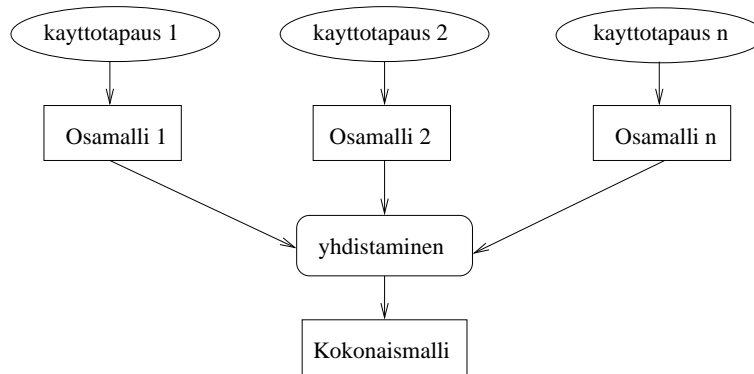 kayttotapaus 1
kayttotapaus 2
kayttotapaus n
Osamalli 1
Osamalli 2
Osamalli n
yhdistaminen
Kokonaismalli